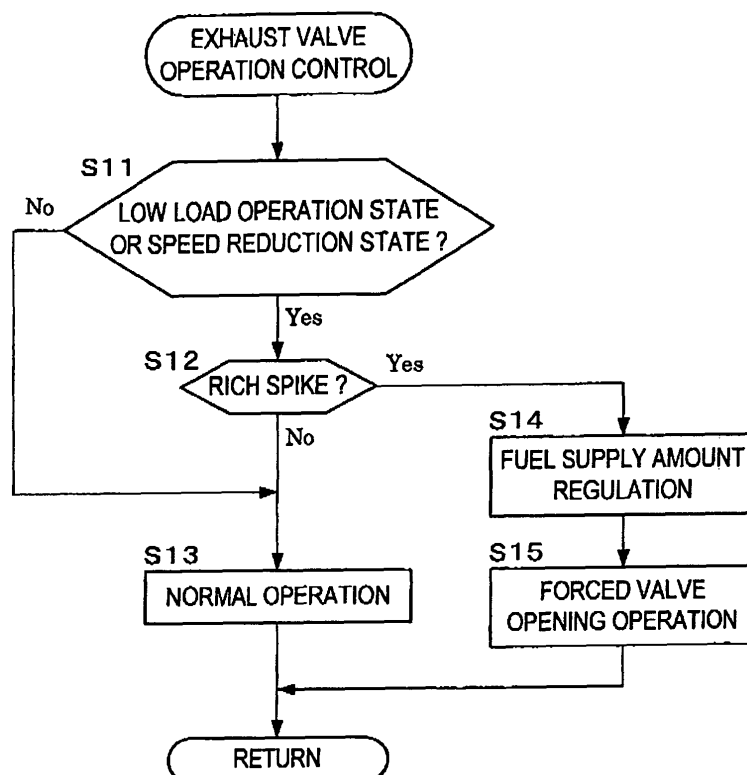 EXHAUST VALVE
OPERATION CONTROL
S11
No
LOW LOAD OPERATION STATE
OR SPEED REDUCTION STATE ?
Yes
S12
RICH SPIKE ?
Yes
No
S14
FUEL SUPPLY AMOUNT
REGULATION
S13
NORMAL OPERATION
S15
FORCED VALVE
OPENING OPERATION
RETURN